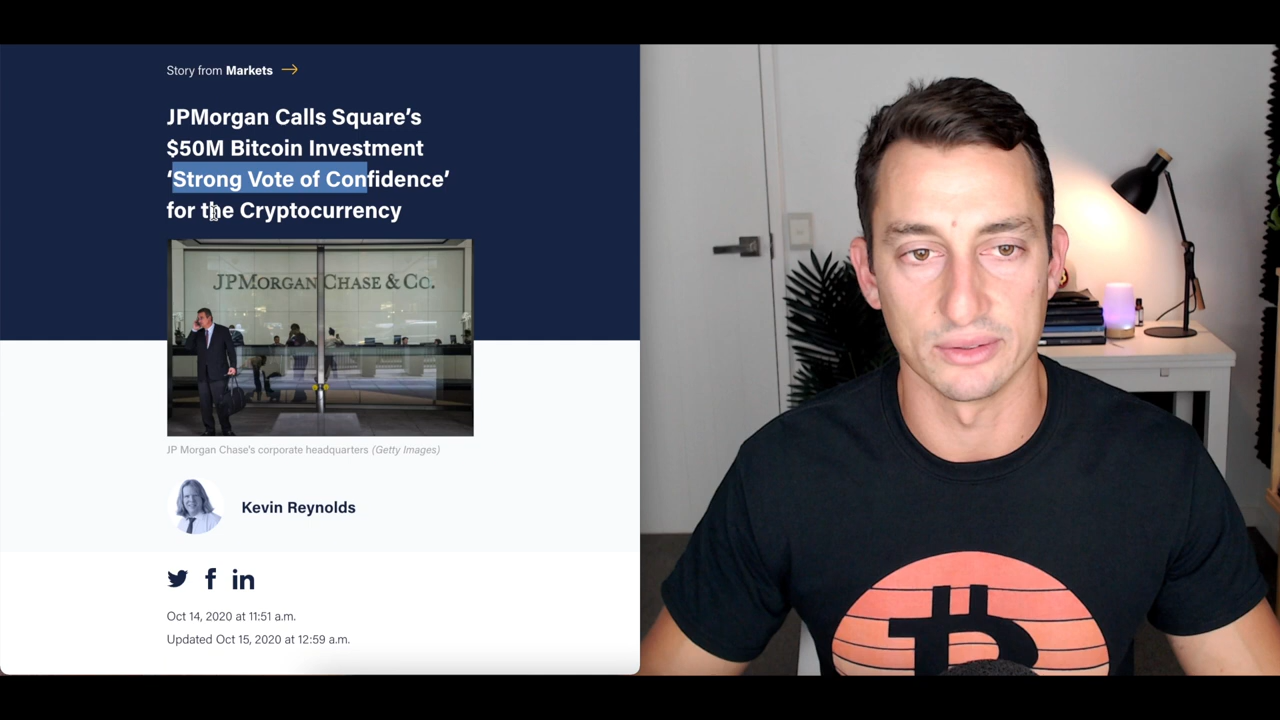 Story from Markets
JPMorgan Calls Square’s
$50M Bitcoin Investment
‘Strong Vote of Confidence’
for the Cryptocurrency
JPMORGAN CHASE & CO.
JP Morgan Chase's corporate headquarters (Getty Images)
Kevin Reynolds
Oct 14, 2020 at 11:51 a.m.
Updated Oct 15, 2020 at 12:59 a.m.